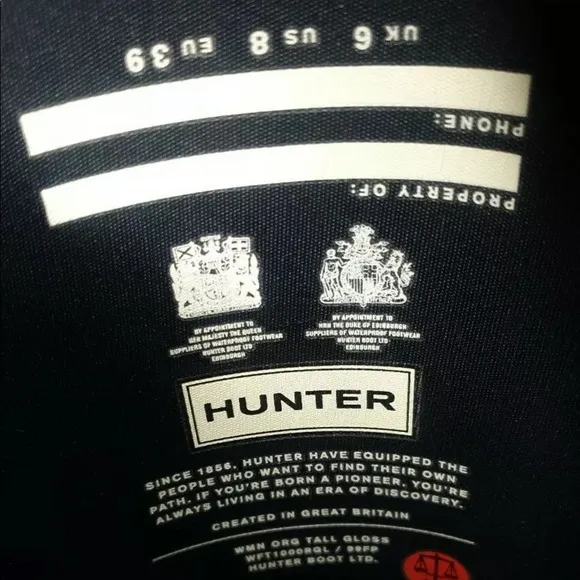 UK 6 US 8 EU 39
PHONE:
PROPERTY OF:
BY APPOINTMENT TO
HER MAJESTY THE QUEEN
SUPPLIERS OF WATERPROOF FOOTWEAR
HUNTER BOOT LTD
EDINBURGH
BY APPOINTMENT TO
HRH THE DUKE OF EDINBURGH
SUPPLIERS OF WATERPROOF FOOTWEAR
HUNTER BOOT LTD
EDINBURGH
HUNTER
SINCE 1856, HUNTER HAVE EQUIPPED THE
PEOPLE WHO WANT TO FIND THEIR OWN
PATH. IF YOU'RE BORN A PIONEER, YOU'RE
ALWAYS LIVING IN AN ERA OF DISCOVERY.
CREATED IN GREAT BRITAIN
WMN ORG TALL GLOSS
WFT1000RGL / 99FP
HUNTER BOOT LTD.